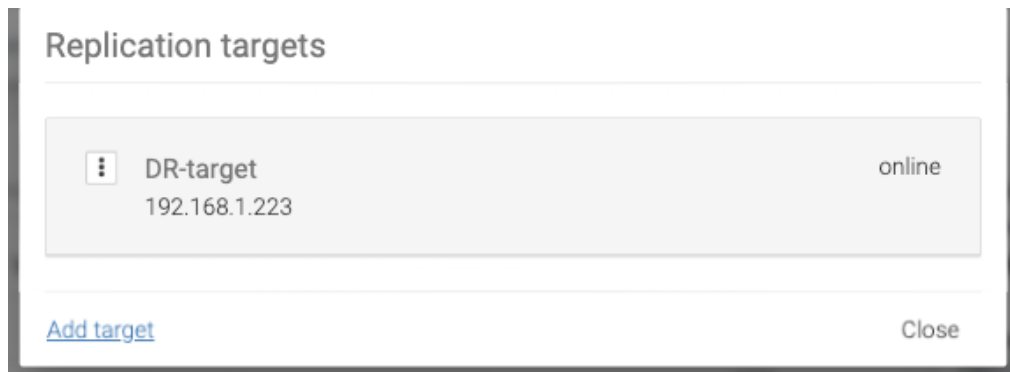 Replication targets
DR-target
online
192.168.1.223
Add target
Close